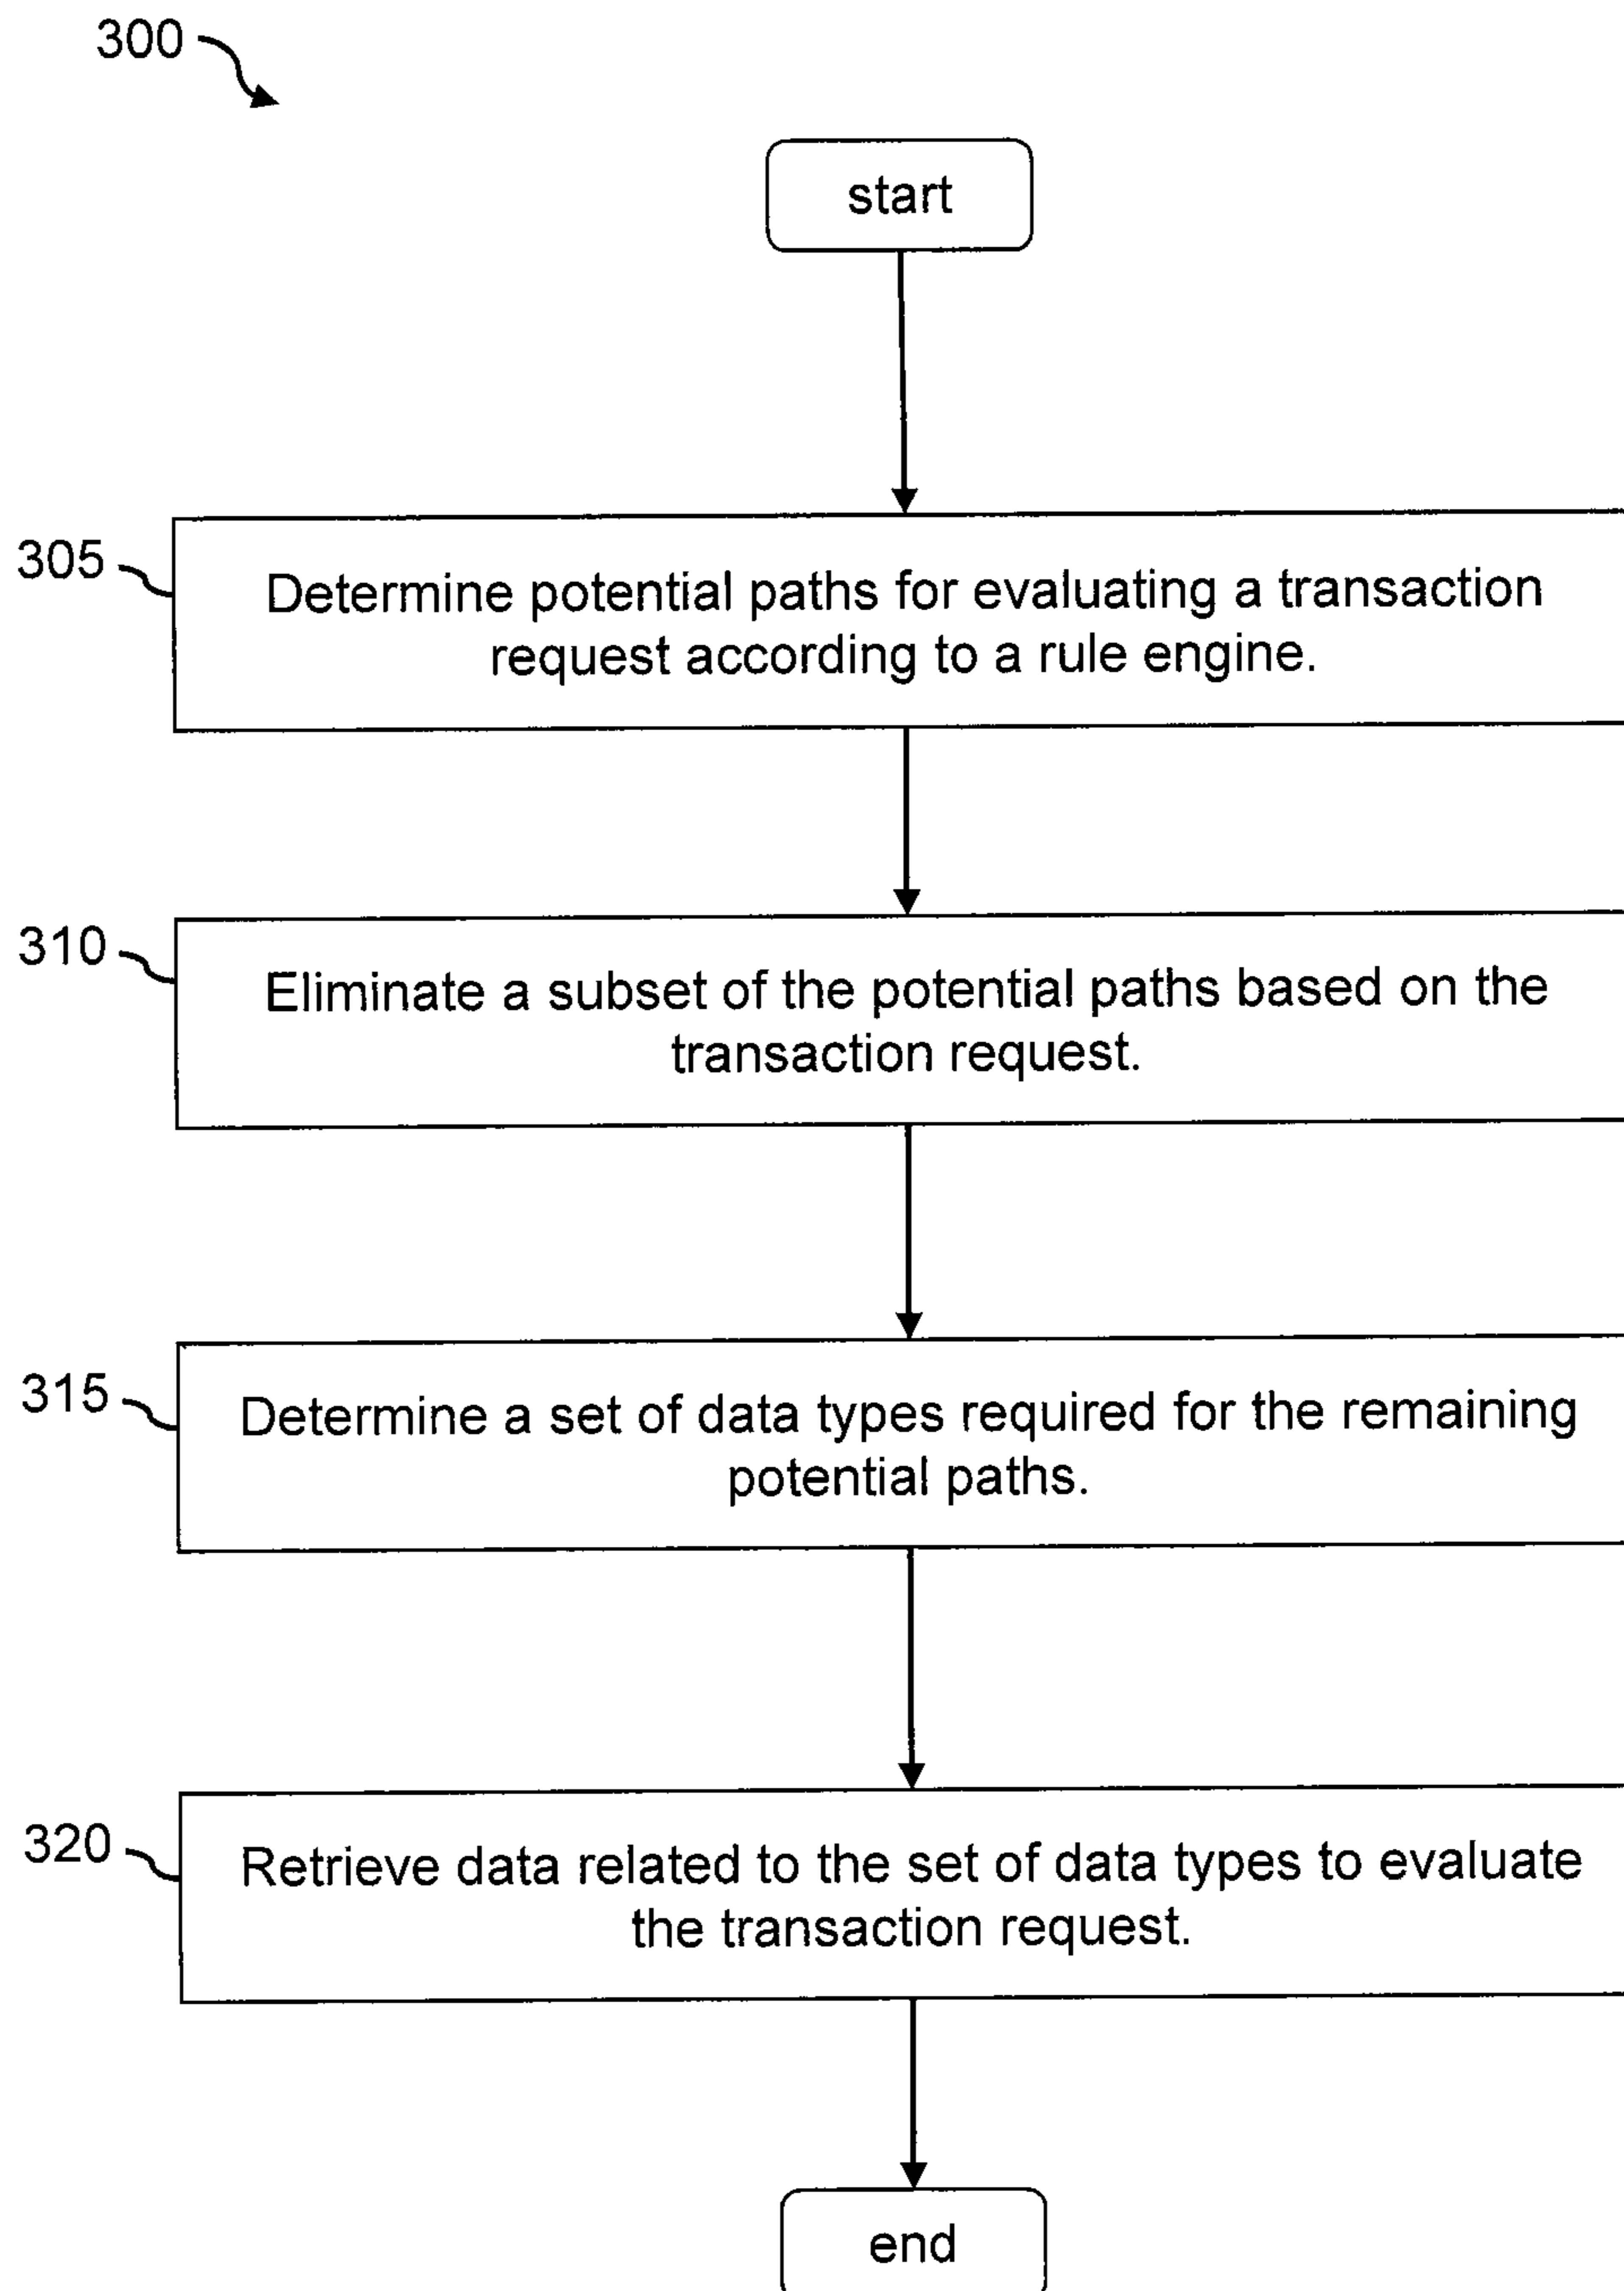 300
start
305
Determine potential paths for evaluating a transaction
request according to a rule engine.
310
Eliminate a subset of the potential paths based on the
transaction request.
315
Determine a set of data types required for the remaining
potential paths.
320
Retrieve data related to the set of data types to evaluate
the transaction request.
end